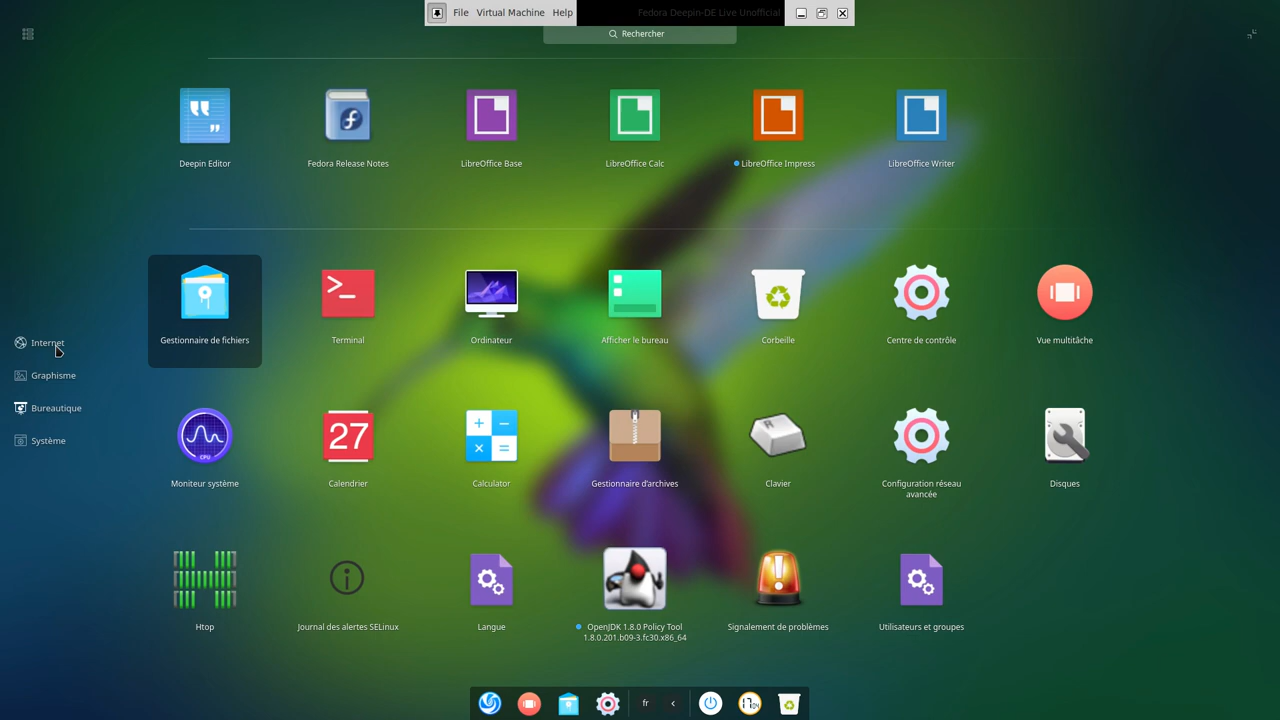 File Virtual Machine Help Fedora Deepin-DE Live Unofficial
Rechercher
Deepin Editor
Fedora Release Notes
LibreOffice Base
LibreOffice Calc
LibreOffice Impress
LibreOffice Writer
Internet
Graphisme
Bureautique
Système
Gestionnaire de fichiers
Terminal
Ordinateur
Afficher le bureau
Corbeille
Centre de contrôle
Vue multitâche
CPU
27
Moniteur système
Calendrier
Calculator
Gestionnaire d'archives
Clavier
Configuration réseau
avancée
Disques
Htop
Journal des alertes SELinux
Langue
OpenJDK 1.8.0 Policy Tool
1.8.0.201.b09-3.fc30.x86_64
Signalement de problèmes
Utilisateurs et groupes
fr